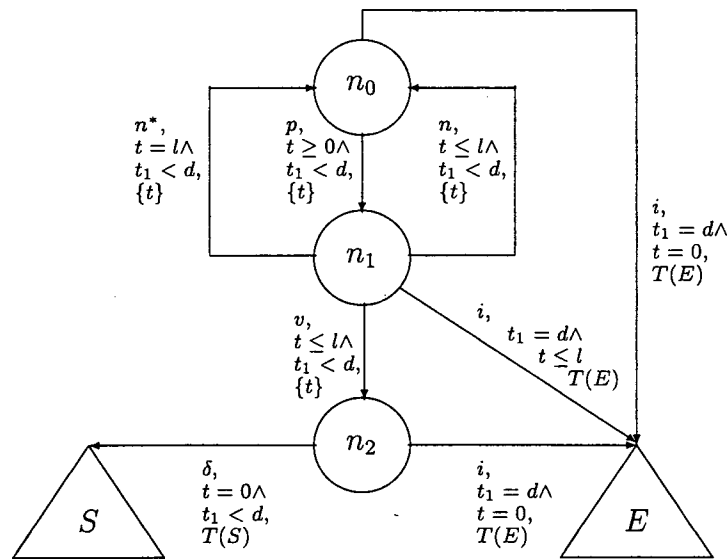 n₀
n*,
t = l∧
t₁ < d,
{t}
p,
t ≥ 0∧
t₁ < d,
{t}
n,
t ≤ l∧
t₁ < d,
{t}
i,
t₁ = d∧
t = 0,
T(E)
n₁
v,
t ≤ l∧
t₁ < d,
{t}
i,
t₁ = d∧
t ≤ l
T(E)
n₂
δ,
t = 0∧
t₁ < d,
T(S)
i,
t₁ = d∧
t = 0,
T(E)
S
E